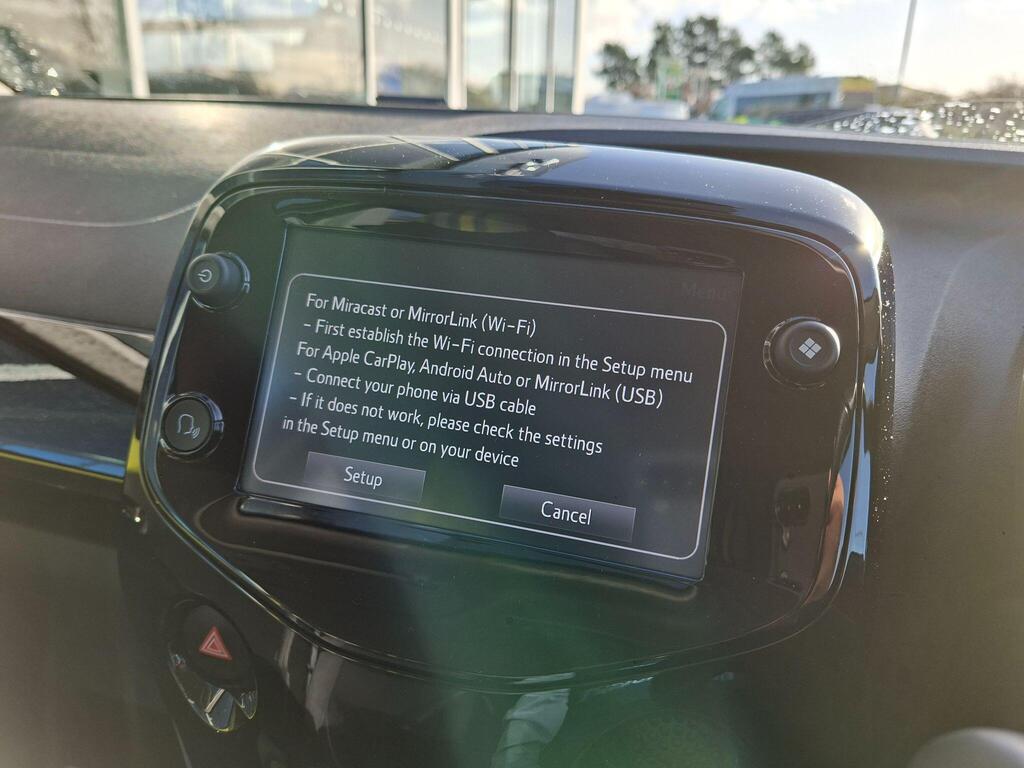 Menu
For Miracast or MirrorLink (Wi-Fi)
- First establish the Wi-Fi connection in the Setup menu
For Apple CarPlay, Android Auto or MirrorLink (USB)
- Connect your phone via USB cable
- If it does not work, please check the settings
in the Setup menu or on your device
Setup
Cancel